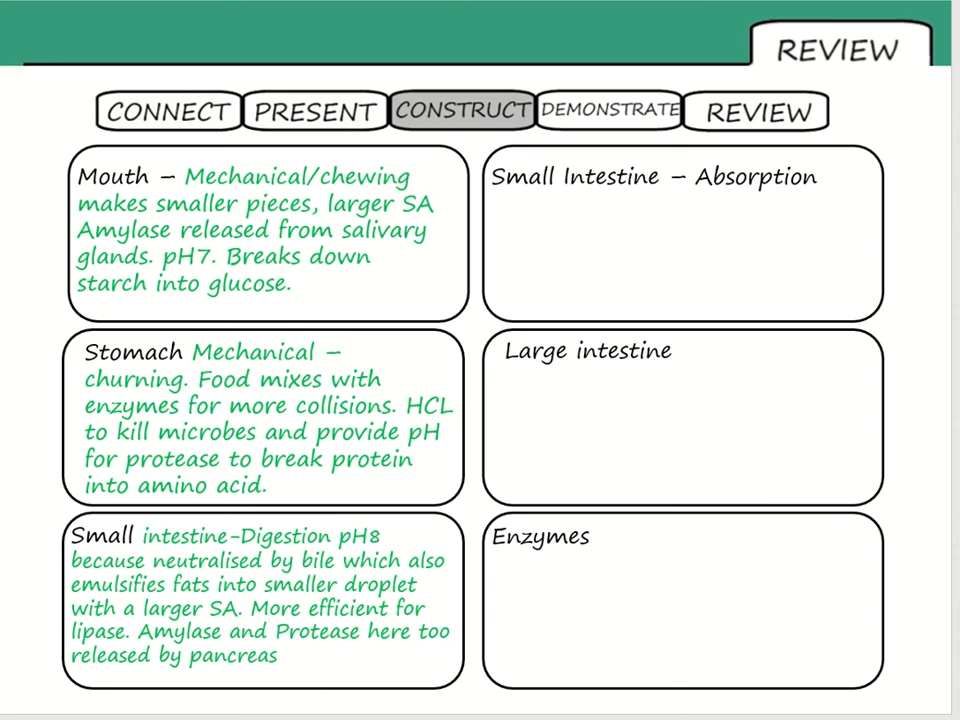 REVIEW
CONNECT PRESENT CONSTRUCT DEMONSTRATE REVIEW
Mouth – Mechanical/chewing
makes smaller pieces, larger SA
Amylase released from salivary
glands. pH7. Breaks down
starch into glucose.
Small Intestine – Absorption
Stomach Mechanical –
churning. Food mixes with
enzymes for more collisions. HCL
to kill microbes and provide pH
for protease to break protein
into amino acid.
Large intestine
Small intestine-Digestion pH8
because neutralised by bile which also
emulsifies fats into smaller droplet
with a larger SA. More efficient for
lipase. Amylase and Protease here too
released by pancreas
Enzymes